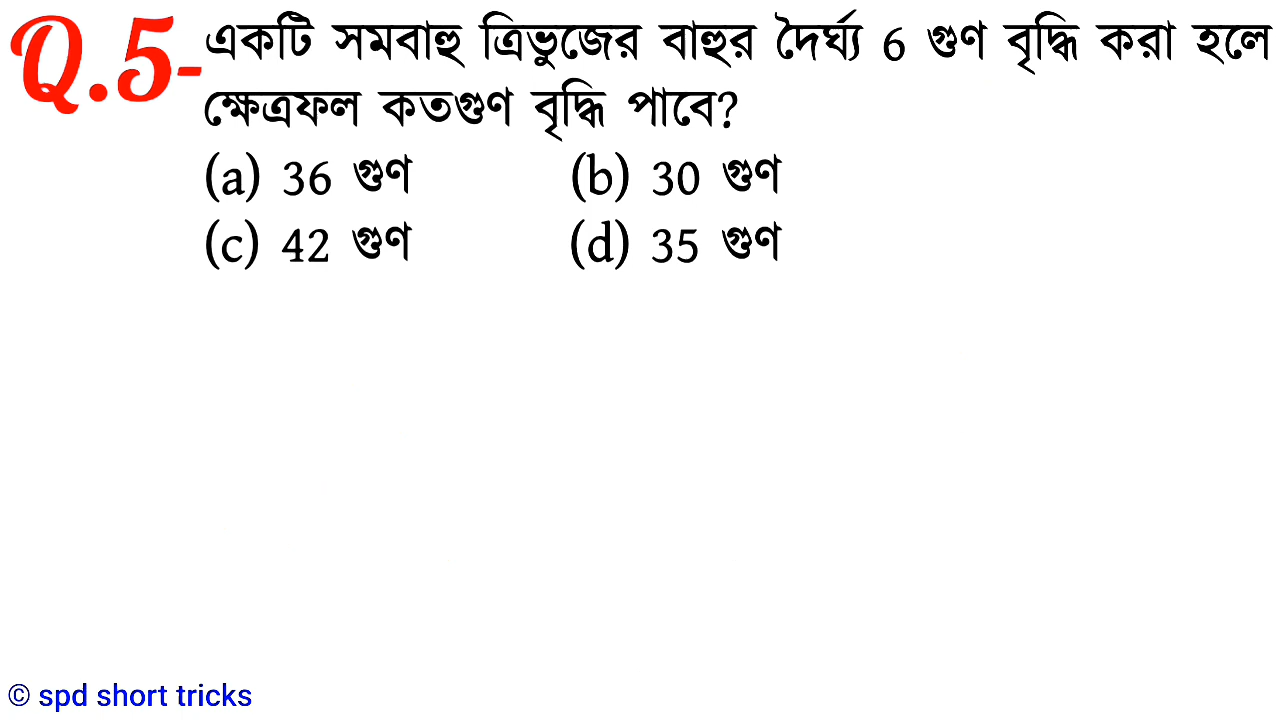 Q.5-একটি সমবাহু ত্রিভুজের বাহুর দৈর্ঘ্য 6 গুণ বৃদ্ধি করা হলে
ক্ষেত্রফল কতগুণ বৃদ্ধি পাবে?
(a) 36 গুণ (b) 30 গুণ
(c) 42 গুণ (d) 35 গুণ
© spd short tricks